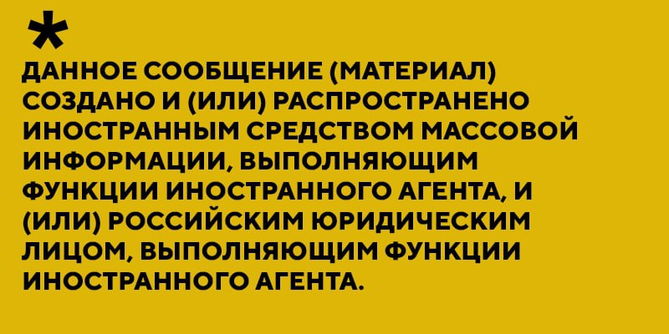 *
ДАННОЕ СООБЩЕНИЕ (МАТЕРИАЛ)
СОЗДАНО И (ИЛИ) РАСПРОСТРАНЕНО
ИНОСТРАННЫМ СРЕДСТВОМ МАССОВОЙ
ИНФОРМАЦИИ, ВЫПОЛНЯЮЩИМ
ФУНКЦИИ ИНОСТРАННОГО АГЕНТА, И
(ИЛИ) РОССИЙСКИМ ЮРИДИЧЕСКИМ
ЛИЦОМ, ВЫПОЛНЯЮЩИМ ФУНКЦИИ
ИНОСТРАННОГО АГЕНТА.